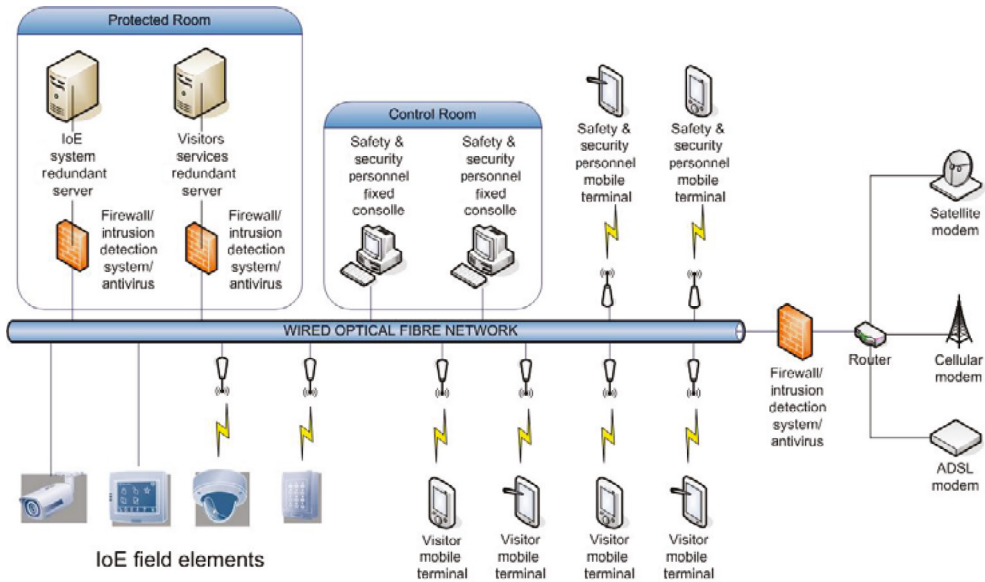 Protected Room
IoE
system
redundant
server
Visitors
services
redundant
server
Firewall/
intrusion
detection
system/
antivirus
Firewall/
intrusion
detection
system/
antivirus
Control Room
Safety &
security
personnel
fixed
consolle
Safety &
security
personnel
fixed
consolle
Safety &
security
personnel
mobile
terminal
Safety &
security
personnel
mobile
terminal
WIRED OPTICAL FIBRE NETWORK
Firewall/
intrusion
detection
system/
antivirus
Router
Satellite
modem
Cellular
modem
ADSL
modem
IoE field elements
Visitor
mobile
terminal
Visitor
mobile
terminal
Visitor
mobile
terminal
Visitor
mobile
terminal